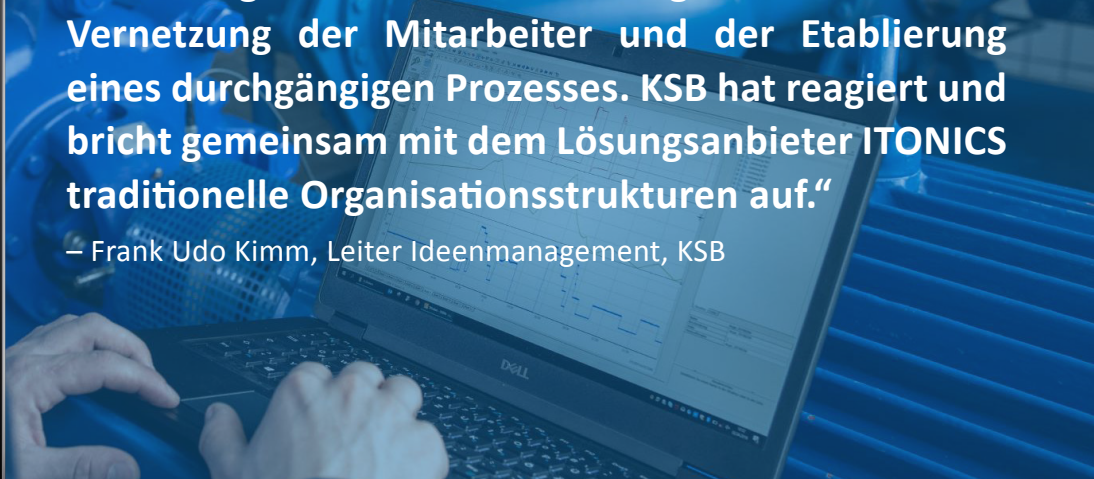 Vernetzung der Mitarbeiter und der Etablierung
eines durchgängigen Prozesses. KSB hat reagiert und
bricht gemeinsam mit dem Lösungsanbieter ITONICS
traditionelle Organisationsstrukturen auf.“
– Frank Udo Kimm, Leiter Ideenmanagement, KSB
DELL